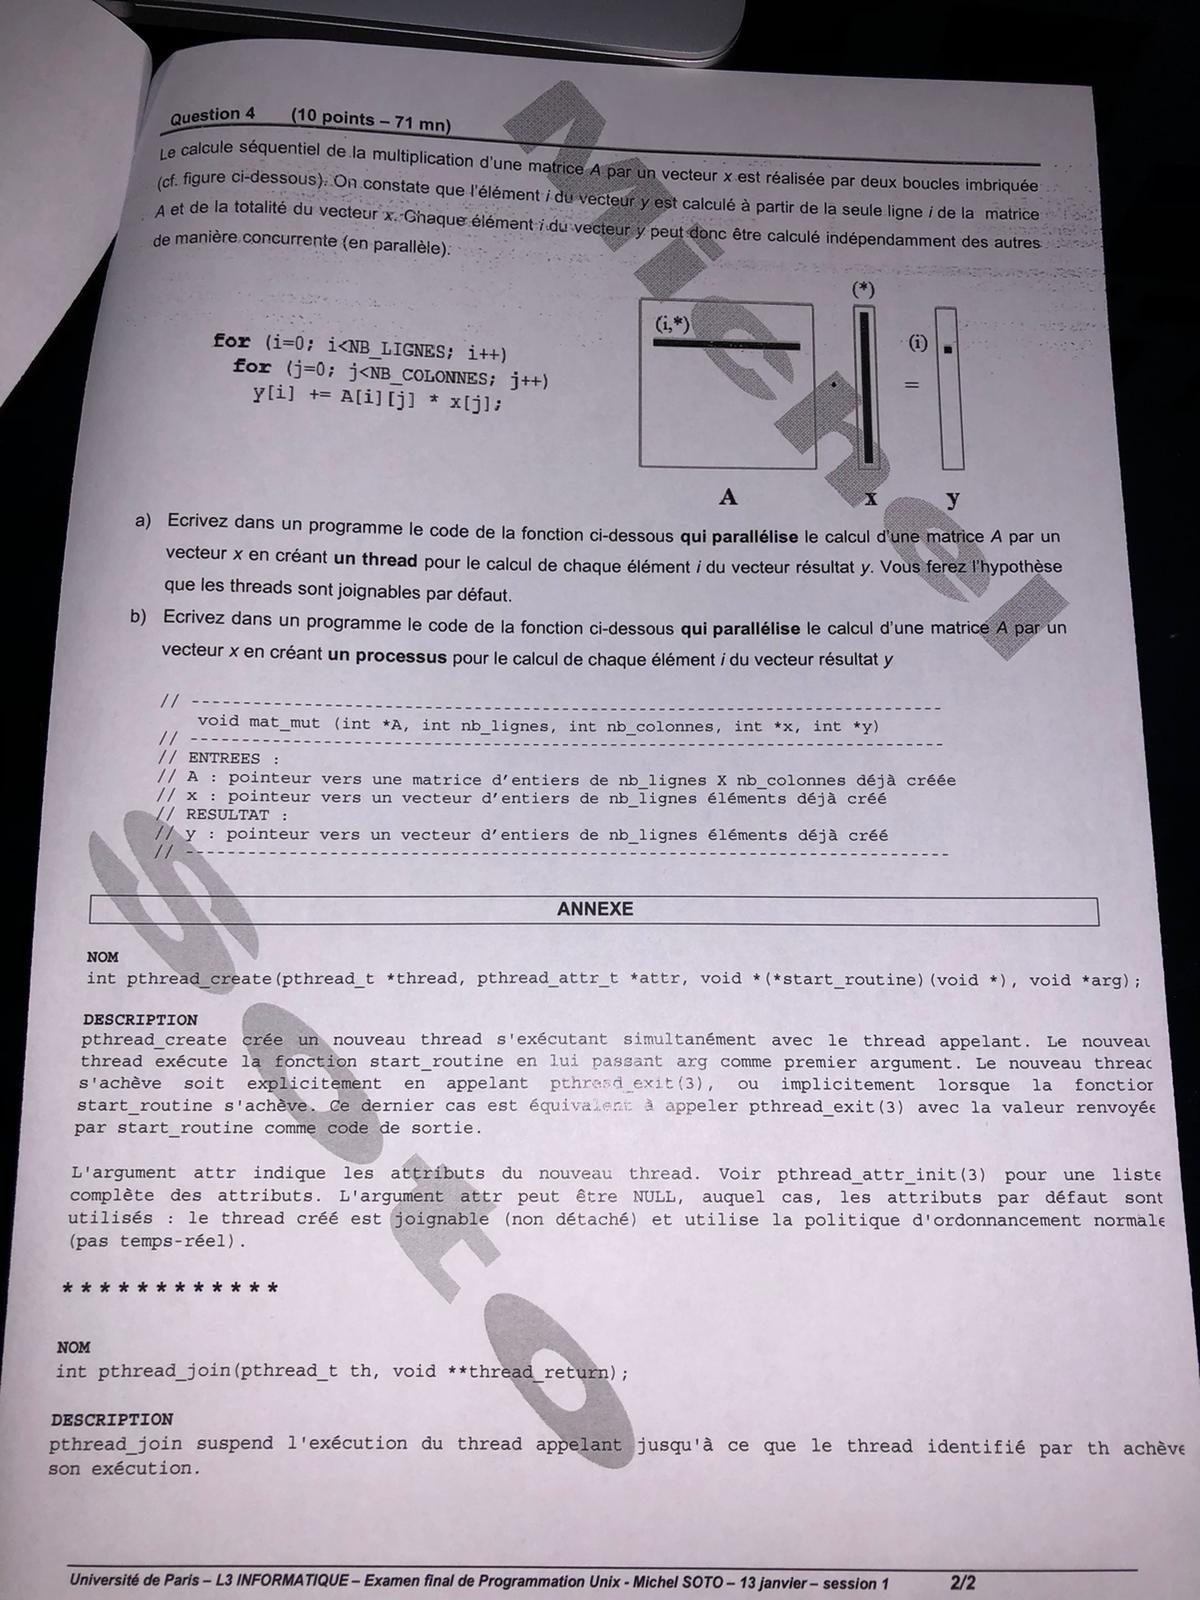 Question 4 (10 points – 71 mn)
Le calcule séquentiel de la multiplication d'une matrice A par un vecteur x est réalisée par deux boucles imbriquée
(cf. figure ci-dessous). On constate que l'élément i du vecteur y est calculé à partir de la seule ligne i de la matrice
A et de la totalité du vecteur x. Chaque élément i du vecteur y peut donc être calculé indépendamment des autres
de manière concurrente (en parallèle).
for (i=0; i<NB_LIGNES; i++)
for (j=0; j<NB_COLONNES; j++)
y[i] += A[i][j] * x[j];
(i,*)
(*)
(i)
.
=
A
x
y
a) Ecrivez dans un programme le code de la fonction ci-dessous qui parallélise le calcul d'une matrice A par un
vecteur x en créant un thread pour le calcul de chaque élément i du vecteur résultat y. Vous ferez l'hypothèse
que les threads sont joignables par défaut.
b) Ecrivez dans un programme le code de la fonction ci-dessous qui parallélise le calcul d'une matrice A par un
vecteur x en créant un processus pour le calcul de chaque élément i du vecteur résultat y
// ----------------------------------------------------------
void mat_mut (int *A, int nb_lignes, int nb_colonnes, int *x, int *y)
// ----------------------------------------------------------
// ENTREES :
// A : pointeur vers une matrice d'entiers de nb_lignes X nb_colonnes déjà créée
// x : pointeur vers un vecteur d'entiers de nb_lignes éléments déjà créé
// RESULTAT :
// y : pointeur vers un vecteur d'entiers de nb_lignes éléments déjà créé
// ----------------------------------------------------------
ANNEXE
NOM
int pthread_create(pthread_t *thread, pthread_attr_t *attr, void *(*start_routine)(void *), void *arg);
DESCRIPTION
pthread_create crée un nouveau thread s'exécutant simultanément avec le thread appelant. Le nouveau
thread exécute la fonction start_routine en lui passant arg comme premier argument. Le nouveau thread
s'achève soit explicitement en appelant pthread_exit(3), ou implicitement lorsque la fonction
start_routine s'achève. Ce dernier cas est équivalent à appeler pthread_exit(3) avec la valeur renvoyée
par start_routine comme code de sortie.
L'argument attr indique les attributs du nouveau thread. Voir pthread_attr_init(3) pour une liste
complète des attributs. L'argument attr peut être NULL, auquel cas, les attributs par défaut sont
utilisés : le thread créé est joignable (non détaché) et utilise la politique d'ordonnancement normale
(pas temps-réel).
* * * * * * * * * * * *
NOM
int pthread_join(pthread_t th, void **thread_return);
DESCRIPTION
pthread_join suspend l'exécution du thread appelant jusqu'à ce que le thread identifié par th achève
son exécution.
Université de Paris – L3 INFORMATIQUE – Examen final de Programmation Unix - Michel SOTO – 13 janvier – session 1 2/2
Michel
Soto